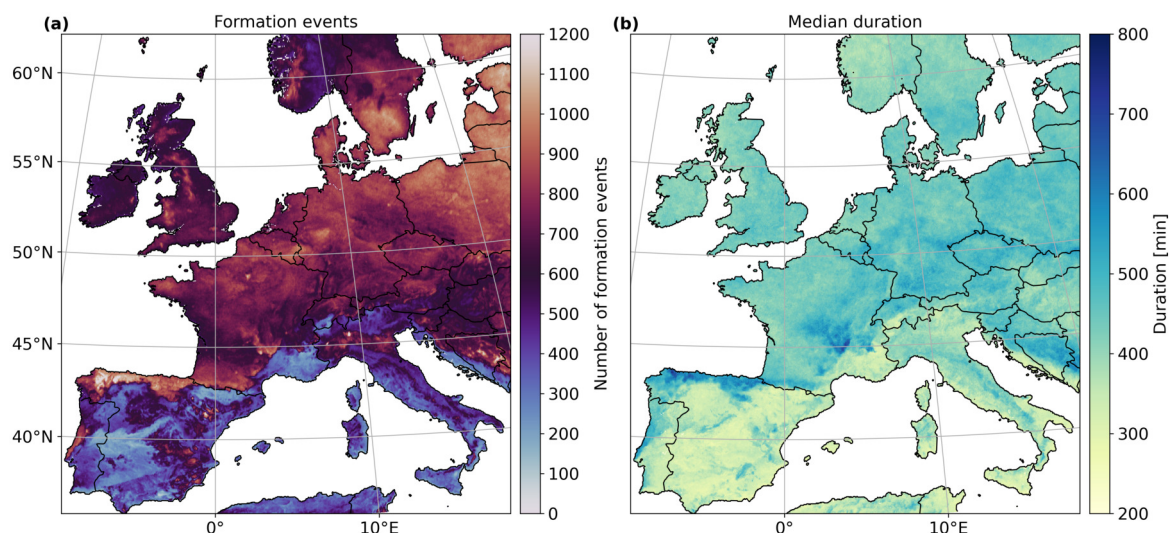 (a)
Formation events
60°N
55°N
50°N
45°N
40°N
0°
10°E
1200
1100
1000
900
800
700
600
500
400
300
200
100
0
Number of formation events
(b)
Median duration
0°
10°E
800
700
600
500
400
300
200
Duration [min]